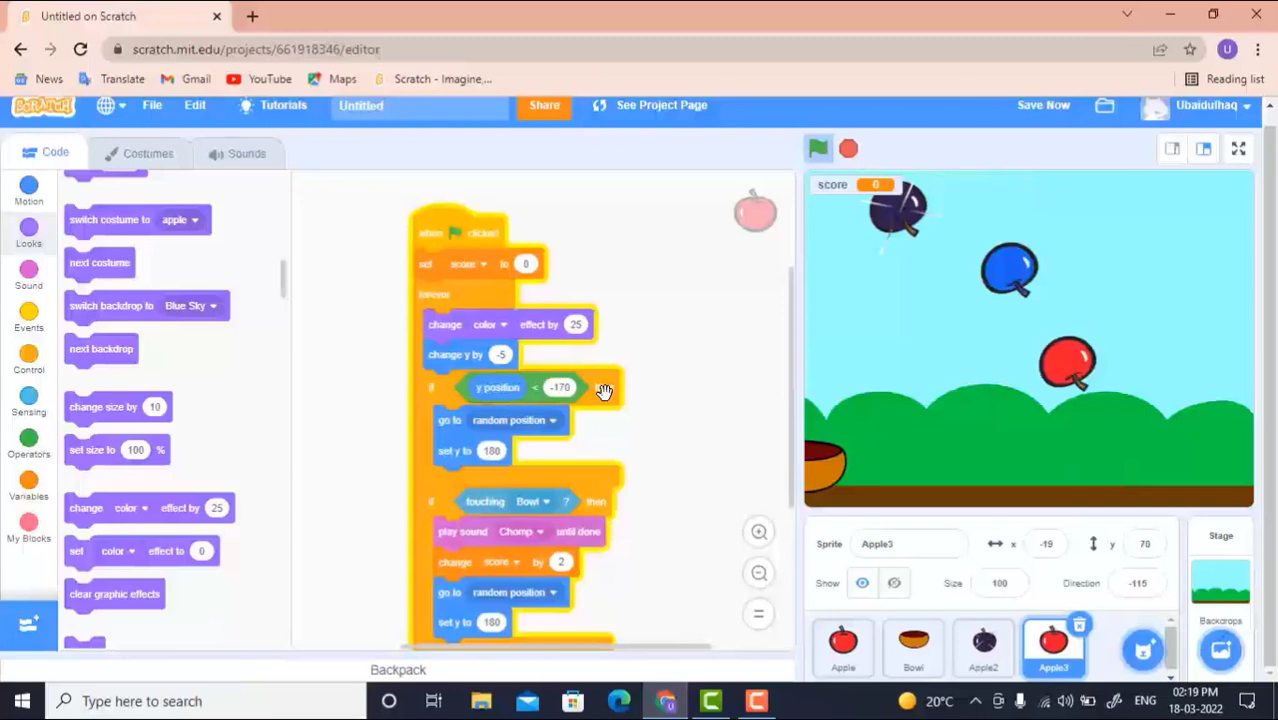 Untitled on Scratch
scratch.mit.edu/projects/661918346/editor
U
News
Translate
Gmail
YouTube
Maps
Scratch - Imagine,...
Reading list
SCRATCH
File
Edit
Tutorials
Untitled
Share
See Project Page
Save Now
Ubaidulhaq
Code
Costumes
Sounds
Motion
Looks
Sound
Events
Control
Sensing
Operators
Variables
My Blocks
switch costume to apple
next costume
switch backdrop to Blue Sky
next backdrop
change size by 10
set size to 100 %
change color effect by 25
set color effect to 0
clear graphic effects
when clicked
set score to 0
forever
change color effect by 25
change y by -5
if y position < -170
go to random position
set y to 180
if touching Bowl ? then
play sound Chomp until done
change score by 2
go to random position
set y to 180
score 0
Sprite Apple3 x -19 y 70
Show Size 100 Direction -115
Apple
Bowl
Apple2
Apple3
Stage
Backdrops
Backpack
Type here to search
20°C
ENG
02:19 PM
18-03-2022